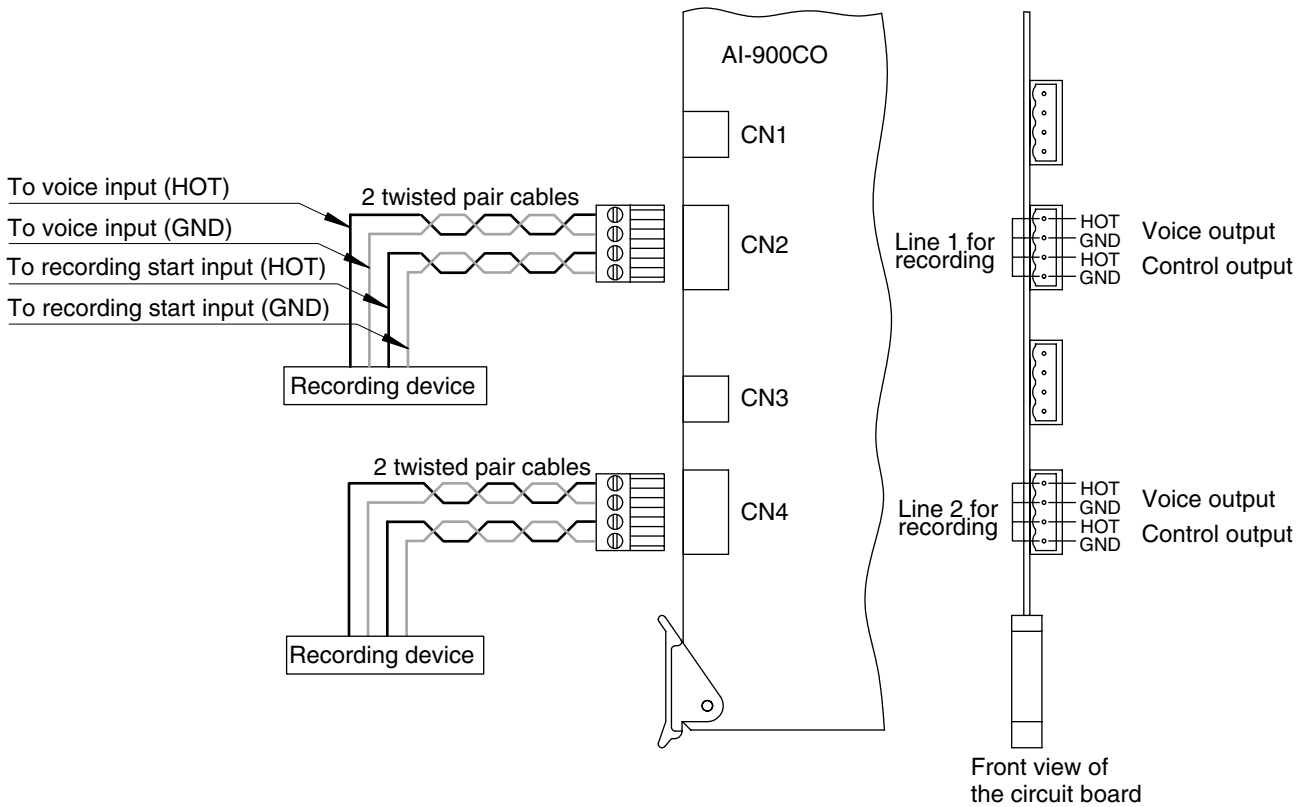 AI-900CO
CN1
To voice input (HOT)
2 twisted pair cables
To voice input (GND)
To recording start input (HOT)
To recording start input (GND)
Recording device
CN2
Line 1 for
recording
HOT
GND
HOT
GND
Voice output
Control output
CN3
2 twisted pair cables
Recording device
CN4
Line 2 for
recording
HOT
GND
HOT
GND
Voice output
Control output
Front view of
the circuit board